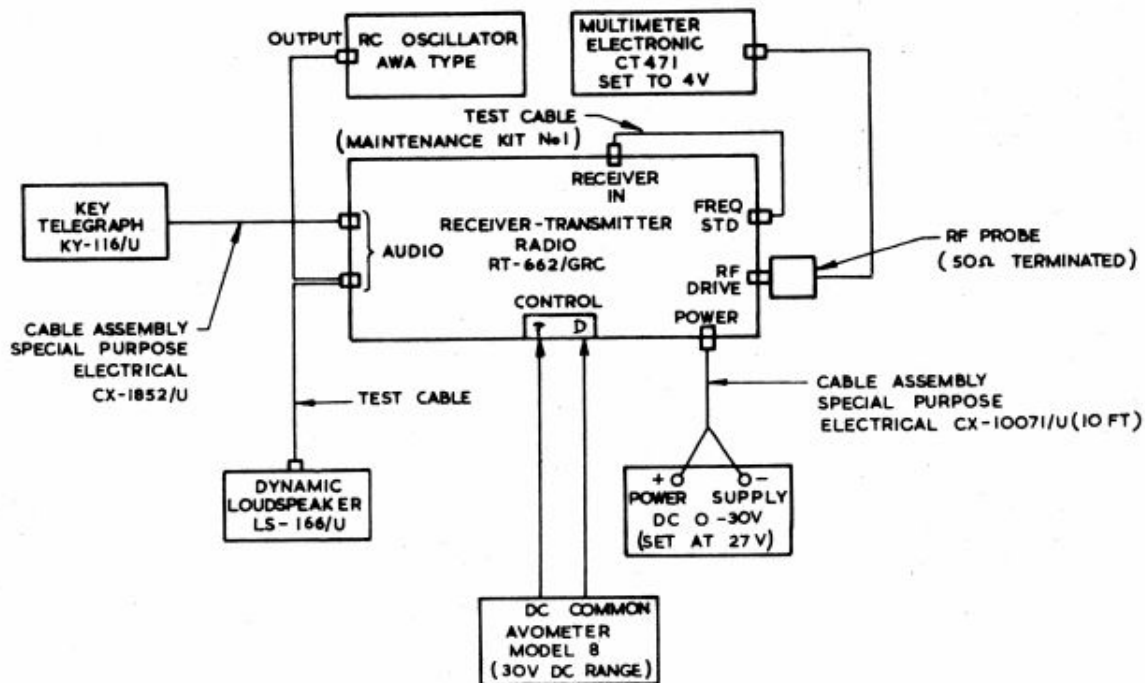 OUTPUT
RC OSCILLATOR
AWA TYPE
MULTIMETER
ELECTRONIC
CT471
SET TO 4V
TEST CABLE
(MAINTENANCE KIT No1)
RECEIVER
IN
KEY
TELEGRAPH
KY-116/U
AUDIO
RECEIVER-TRANSMITTER
RADIO
RT-662/GRC
FREQ
STD
RF
DRIVE
RF PROBE
(50Ω TERMINATED)
CONTROL
T D
POWER
CABLE ASSEMBLY
SPECIAL PURPOSE
ELECTRICAL
CX-1852/U
TEST CABLE
CABLE ASSEMBLY
SPECIAL PURPOSE
ELECTRICAL CX-10071/U (10 FT)
DYNAMIC
LOUDSPEAKER
LS-166/U
+ -
POWER SUPPLY
DC O -30V
(SET AT 27V)
DC COMMON
AVOMETER
MODEL 8
(30V DC RANGE)